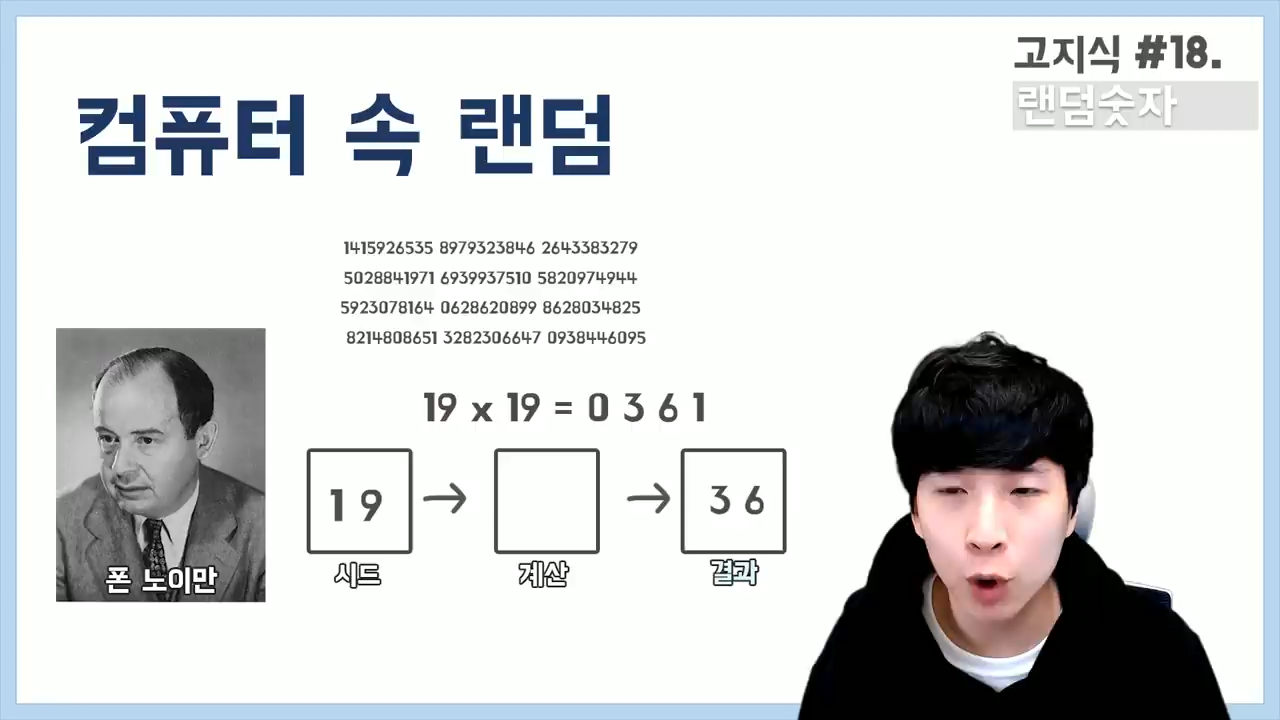 고지식 #18.
랜덤숫자
컴퓨터 속 랜덤
1415926535 8979323846 2643383279
5028841971 6939937510 5820974944
5923078164 0628620899 8628034825
8214808651 3282306647 0938446095
19 x 19 = 0 3 6 1
1 9
3 6
시드
계산
결과
폰 노이만